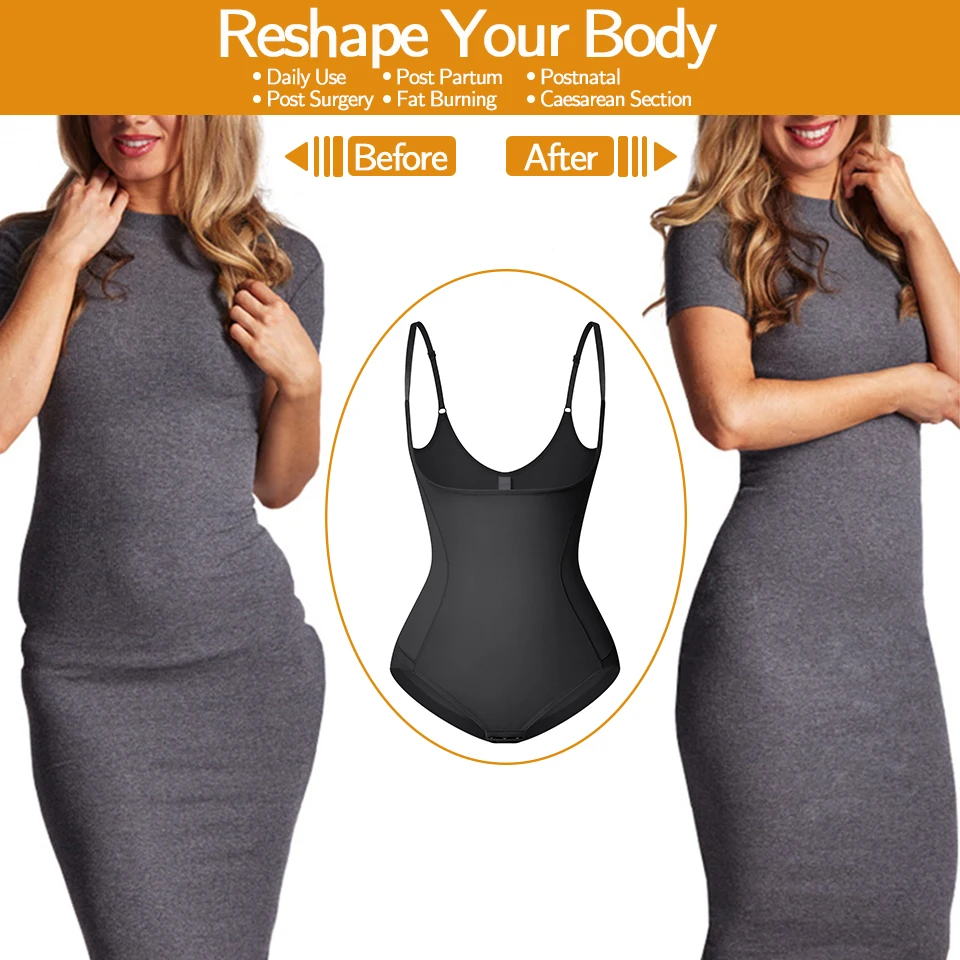 Reshape Your Body
• Daily Use • Post Partum • Postnatal
• Post Surgery • Fat Burning • Caesarean Section
Before
After